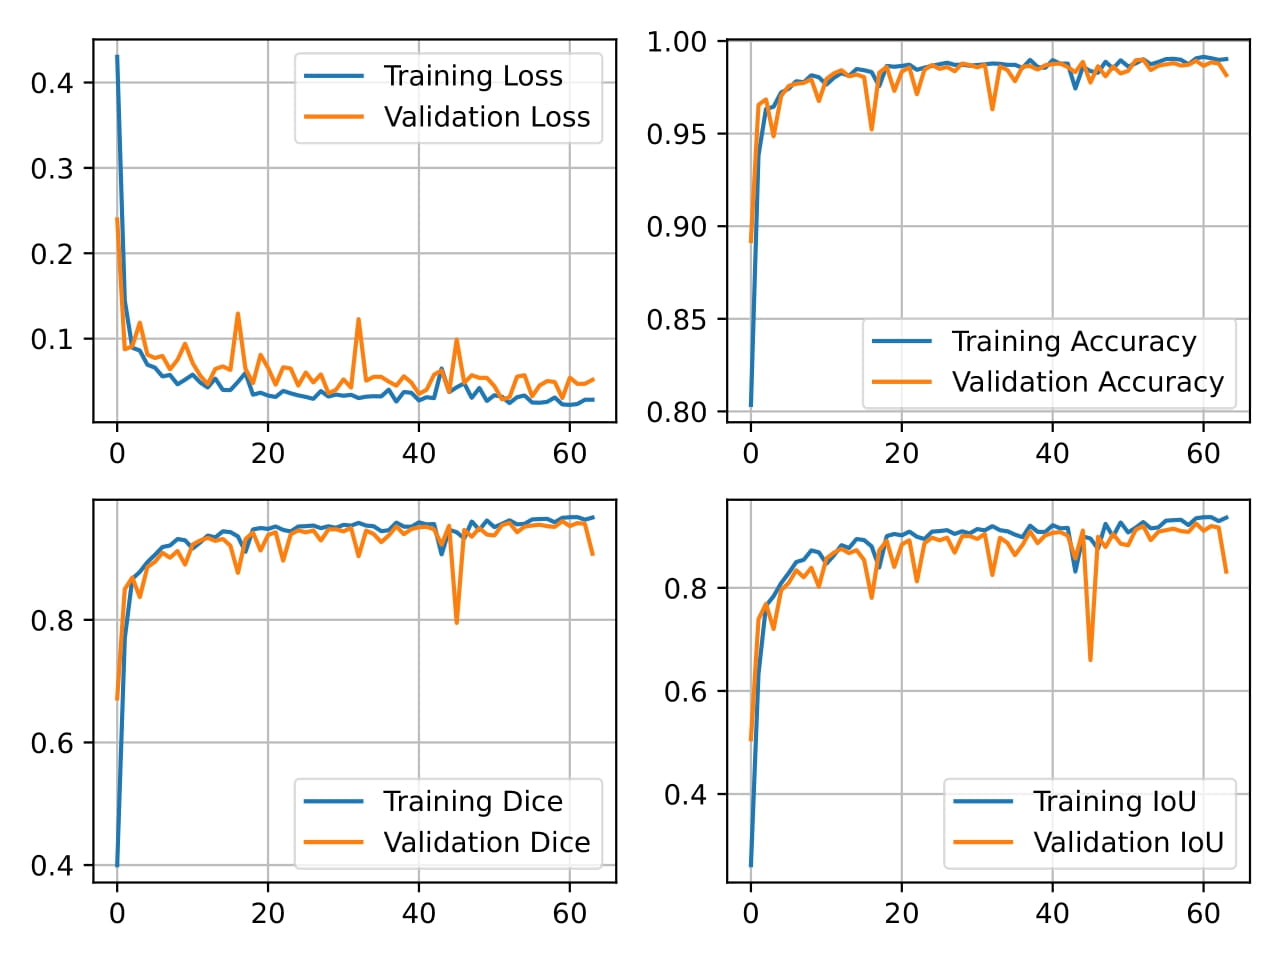 0.4
0.3
0.2
0.1
0 20 40 60
Training Loss
Validation Loss
1.00
0.95
0.90
0.85
0.80
0 20 40 60
Training Accuracy
Validation Accuracy
0.8
0.6
0.4
0 20 40 60
Training Dice
Validation Dice
0.8
0.6
0.4
0 20 40 60
Training IoU
Validation IoU